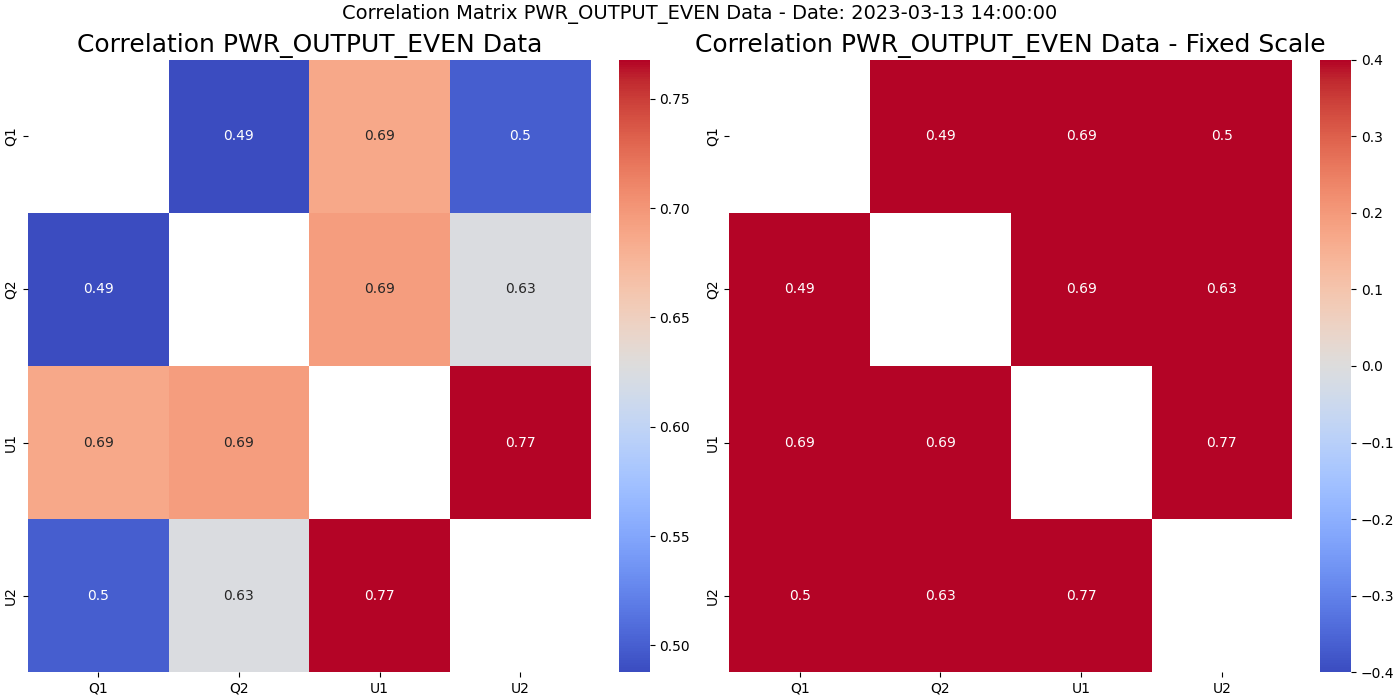 Correlation Matrix PWR_OUTPUT_EVEN Data - Date: 2023-03-13 14:00:00
Correlation PWR_OUTPUT_EVEN Data
Q1
0.49
0.69
0.5
Q2
0.49
0.69
0.63
U1
0.69
0.69
0.77
U2
0.5
0.63
0.77
Q1
Q2
U1
U2
0.75
0.70
0.65
0.60
0.55
0.50
Correlation PWR_OUTPUT_EVEN Data - Fixed Scale
Q1
0.49
0.69
0.5
Q2
0.49
0.69
0.63
U1
0.69
0.69
0.77
U2
0.5
0.63
0.77
Q1
Q2
U1
U2
0.4
0.3
0.2
0.1
0.0
−0.1
−0.2
−0.3
−0.4